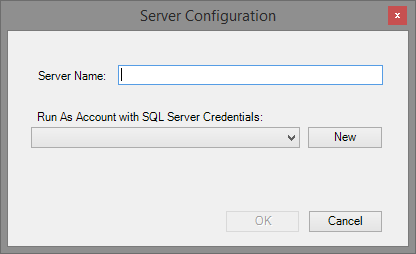 Server Configuration
x
Server Name:
Run As Account with SQL Server Credentials:
New
OK
Cancel